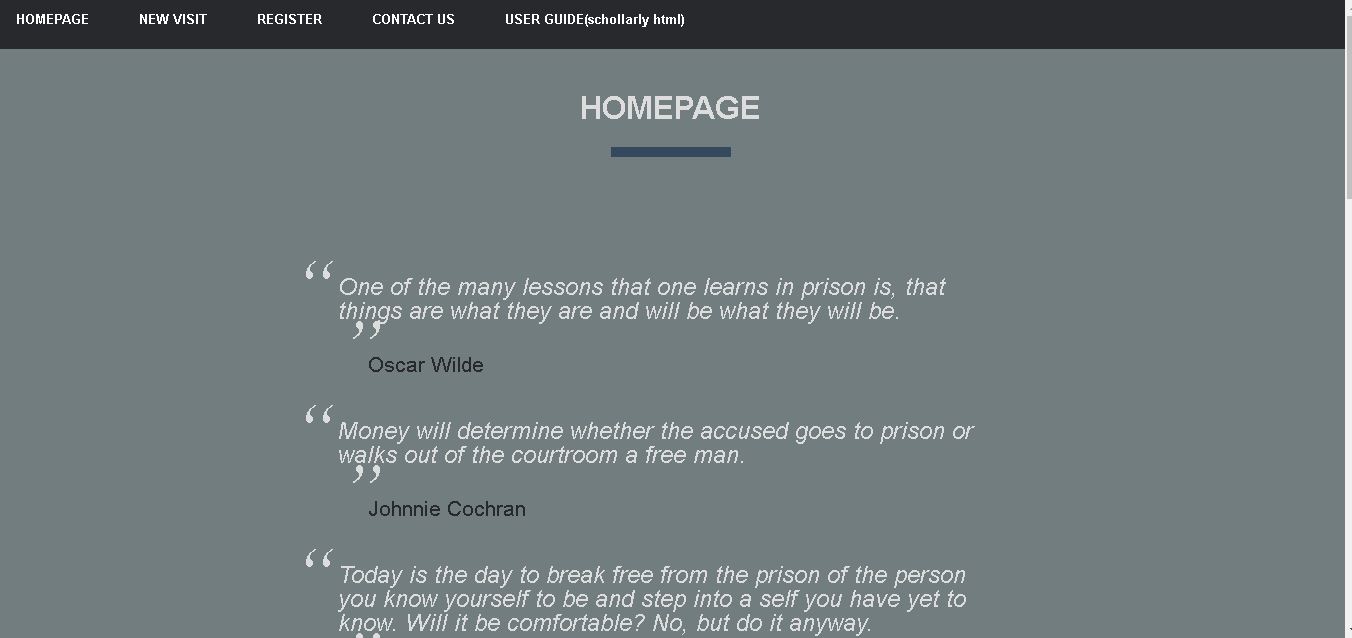 HOMEPAGE NEW VISIT REGISTER CONTACT US USER GUIDE(schollarly html)
HOMEPAGE
“ One of the many lessons that one learns in prison is, that
things are what they are and will be what they will be.
”
Oscar Wilde
“ Money will determine whether the accused goes to prison or
walks out of the courtroom a free man.
”
Johnnie Cochran
“ Today is the day to break free from the prison of the person
you know yourself to be and step into a self you have yet to
know. Will it be comfortable? No, but do it anyway.
”